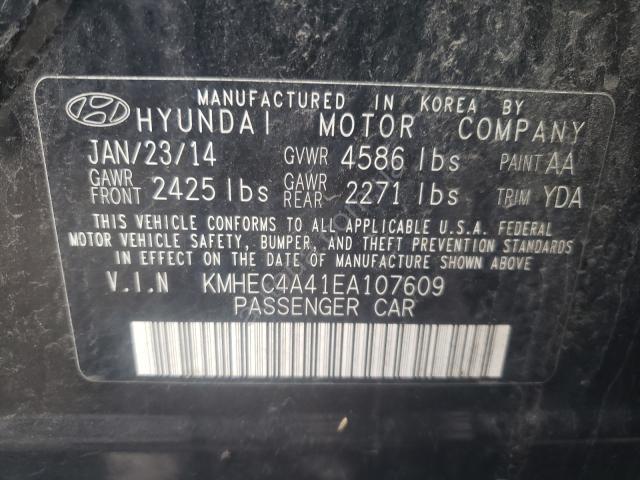 MANUFACTURED IN KOREA BY
HYUNDAI MOTOR COMPANY
JAN/23/14 GVWR 4586 lbs PAINT AA
GAWR FRONT 2425 lbs GAWR REAR 2271 lbs TRIM YDA
THIS VEHICLE CONFORMS TO ALL APPLICABLE U.S.A. FEDERAL
MOTOR VEHICLE SAFETY, BUMPER, AND THEFT PREVENTION STANDARDS
IN EFFECT ON THE DATE OF MANUFACTURE SHOWN ABOVE.
V.I.N KMHEC4A41EA107609
PASSENGER CAR